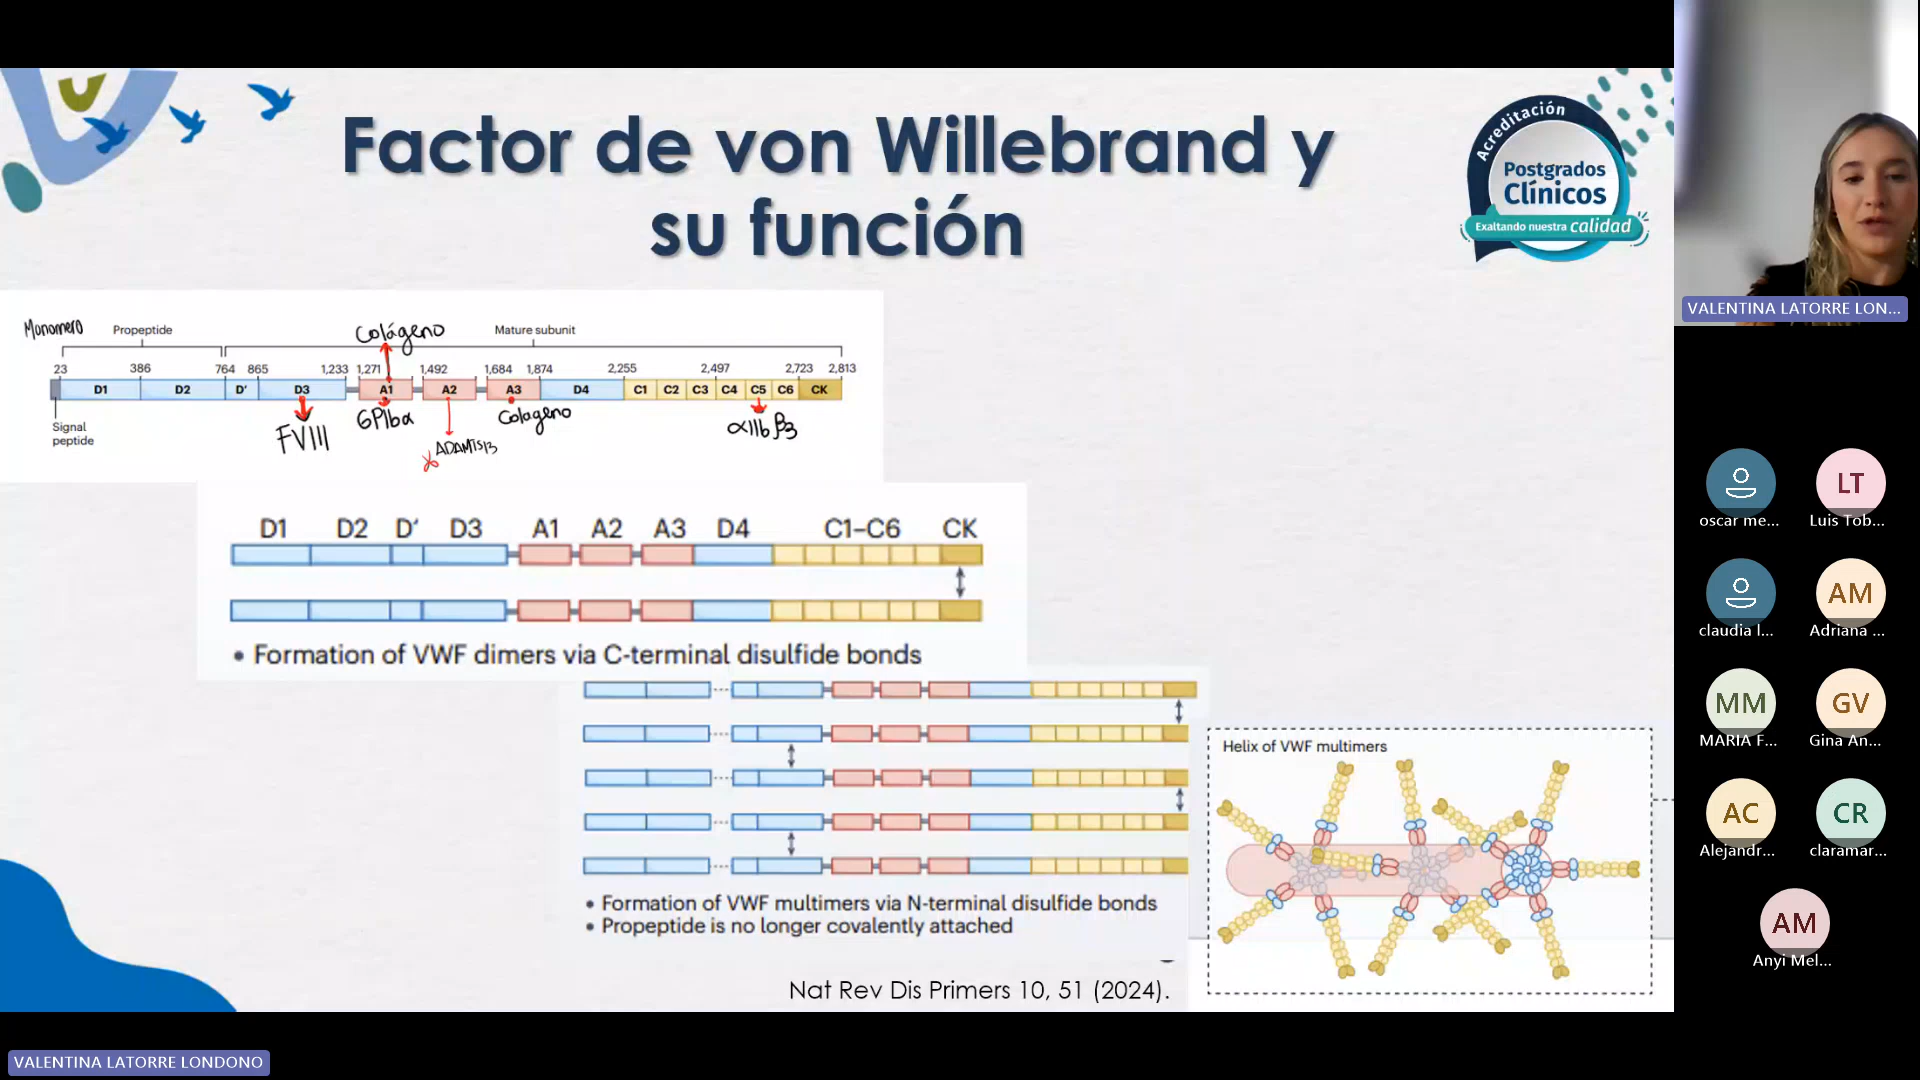 Factor de von Willebrand y
su función
Acreditación
Postgrados
Clínicos
Exaltando nuestra calidad
VALENTINA LATORRE LON...
Monomero
Propeptide
Colágeno
Mature subunit
23 386 764 865 1,233 1,271 1,492 1,684 1,874 2,255 2,497 2,723 2,813
D1 D2 D' D3 A1 A2 A3 D4 C1 C2 C3 C4 C5 C6 CK
Signal
peptide
FVIII
GPIbα
ADAMTS13
Colageno
αIIb β3
D1 D2 D' D3 A1 A2 A3 D4 C1–C6 CK
• Formation of VWF dimers via C-terminal disulfide bonds
• Formation of VWF multimers via N-terminal disulfide bonds
• Propeptide is no longer covalently attached
Helix of VWF multimers
Nat Rev Dis Primers 10, 51 (2024).
oscar me...
LT
Luis Tob...
claudia l...
AM
Adriana ...
MM
MARIA F...
GV
Gina An...
AC
Alejandr...
CR
claramar...
AM
Anyi Mel...
VALENTINA LATORRE LONDONO